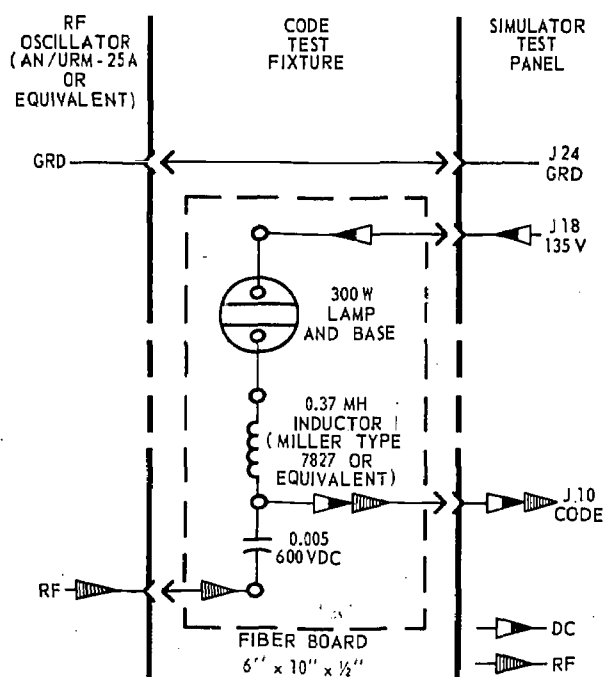 RF
OSCILLATOR
(AN/URM-25A
OR
EQUIVALENT)
CODE
TEST
FIXTURE
SIMULATOR
TEST
PANEL
GRD
J24
GRD
J18
135 V
300 W
LAMP
AND BASE
0.37 MH
INDUCTOR
(MILLER TYPE
7827 OR
EQUIVALENT)
J10
CODE
0.005
600 VDC
RF
FIBER BOARD
6" x 10" x ½"
DC
RF